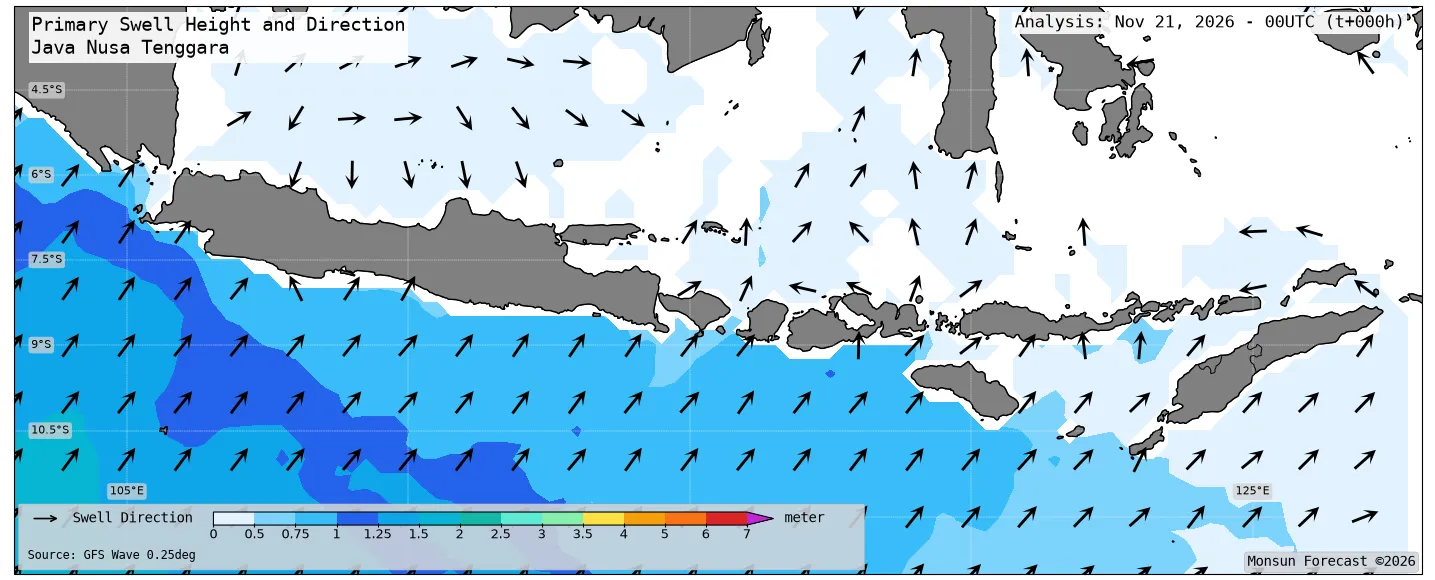 Primary Swell Height and Direction
Java Nusa Tenggara
Analysis: Nov 21, 2026 - 00UTC (t+000h)
4.5°S
6°S
7.5°S
9°S
10.5°S
105°E
125°E
Swell Direction
0 0.5 0.75 1 1.25 1.5 2 2.5 3 3.5 4 5 6 7
meter
Source: GFS Wave 0.25deg
Monsun Forecast ©2026